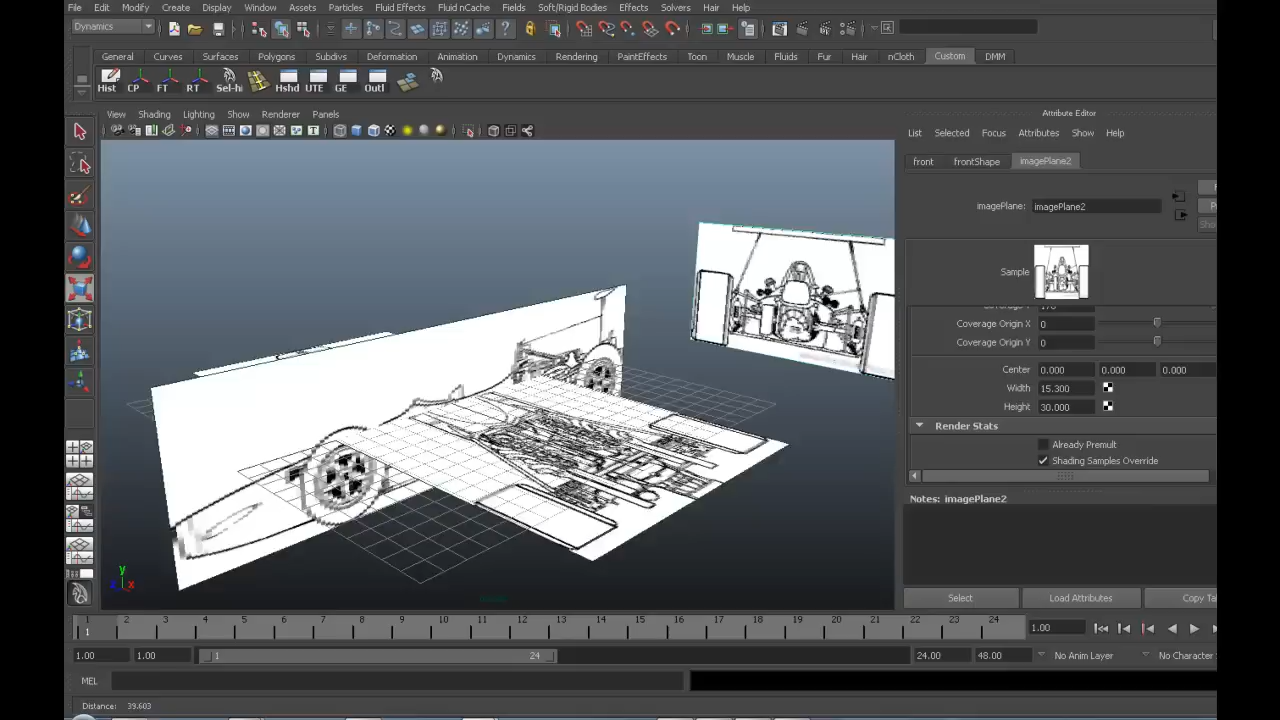 File Edit Modify Create Display Window Assets Particles Fluid Effects Fluid nCache Fields Soft/Rigid Bodies Effects Solvers Hair Help
Dynamics
General Curves Surfaces Polygons Subdivs Deformation Animation Dynamics Rendering PaintEffects Toon Muscle Fluids Fur Hair nCloth Custom DMM
Hist CP FT RT Sel-hi Hshd UTE GE Outl
View Shading Lighting Show Renderer Panels
Attribute Editor
List Selected Focus Attributes Show Help
front frontShape imagePlane2
imagePlane: imagePlane2
Sample
Coverage Origin X 0
Coverage Origin Y 0
Center 0.000 0.000 0.000
Width 15.300
Height 30.000
Render Stats
Already Premult
Shading Samples Override
Notes: imagePlane2
y
x
Select Load Attributes Copy Ta
1 2 3 4 5 6 7 8 9 10 11 12 13 14 15 16 17 18 19 20 21 22 23 24
1 1.00
1.00 1.00 1 24 24.00 48.00 No Anim Layer No Character
MEL
Distance: 39.603